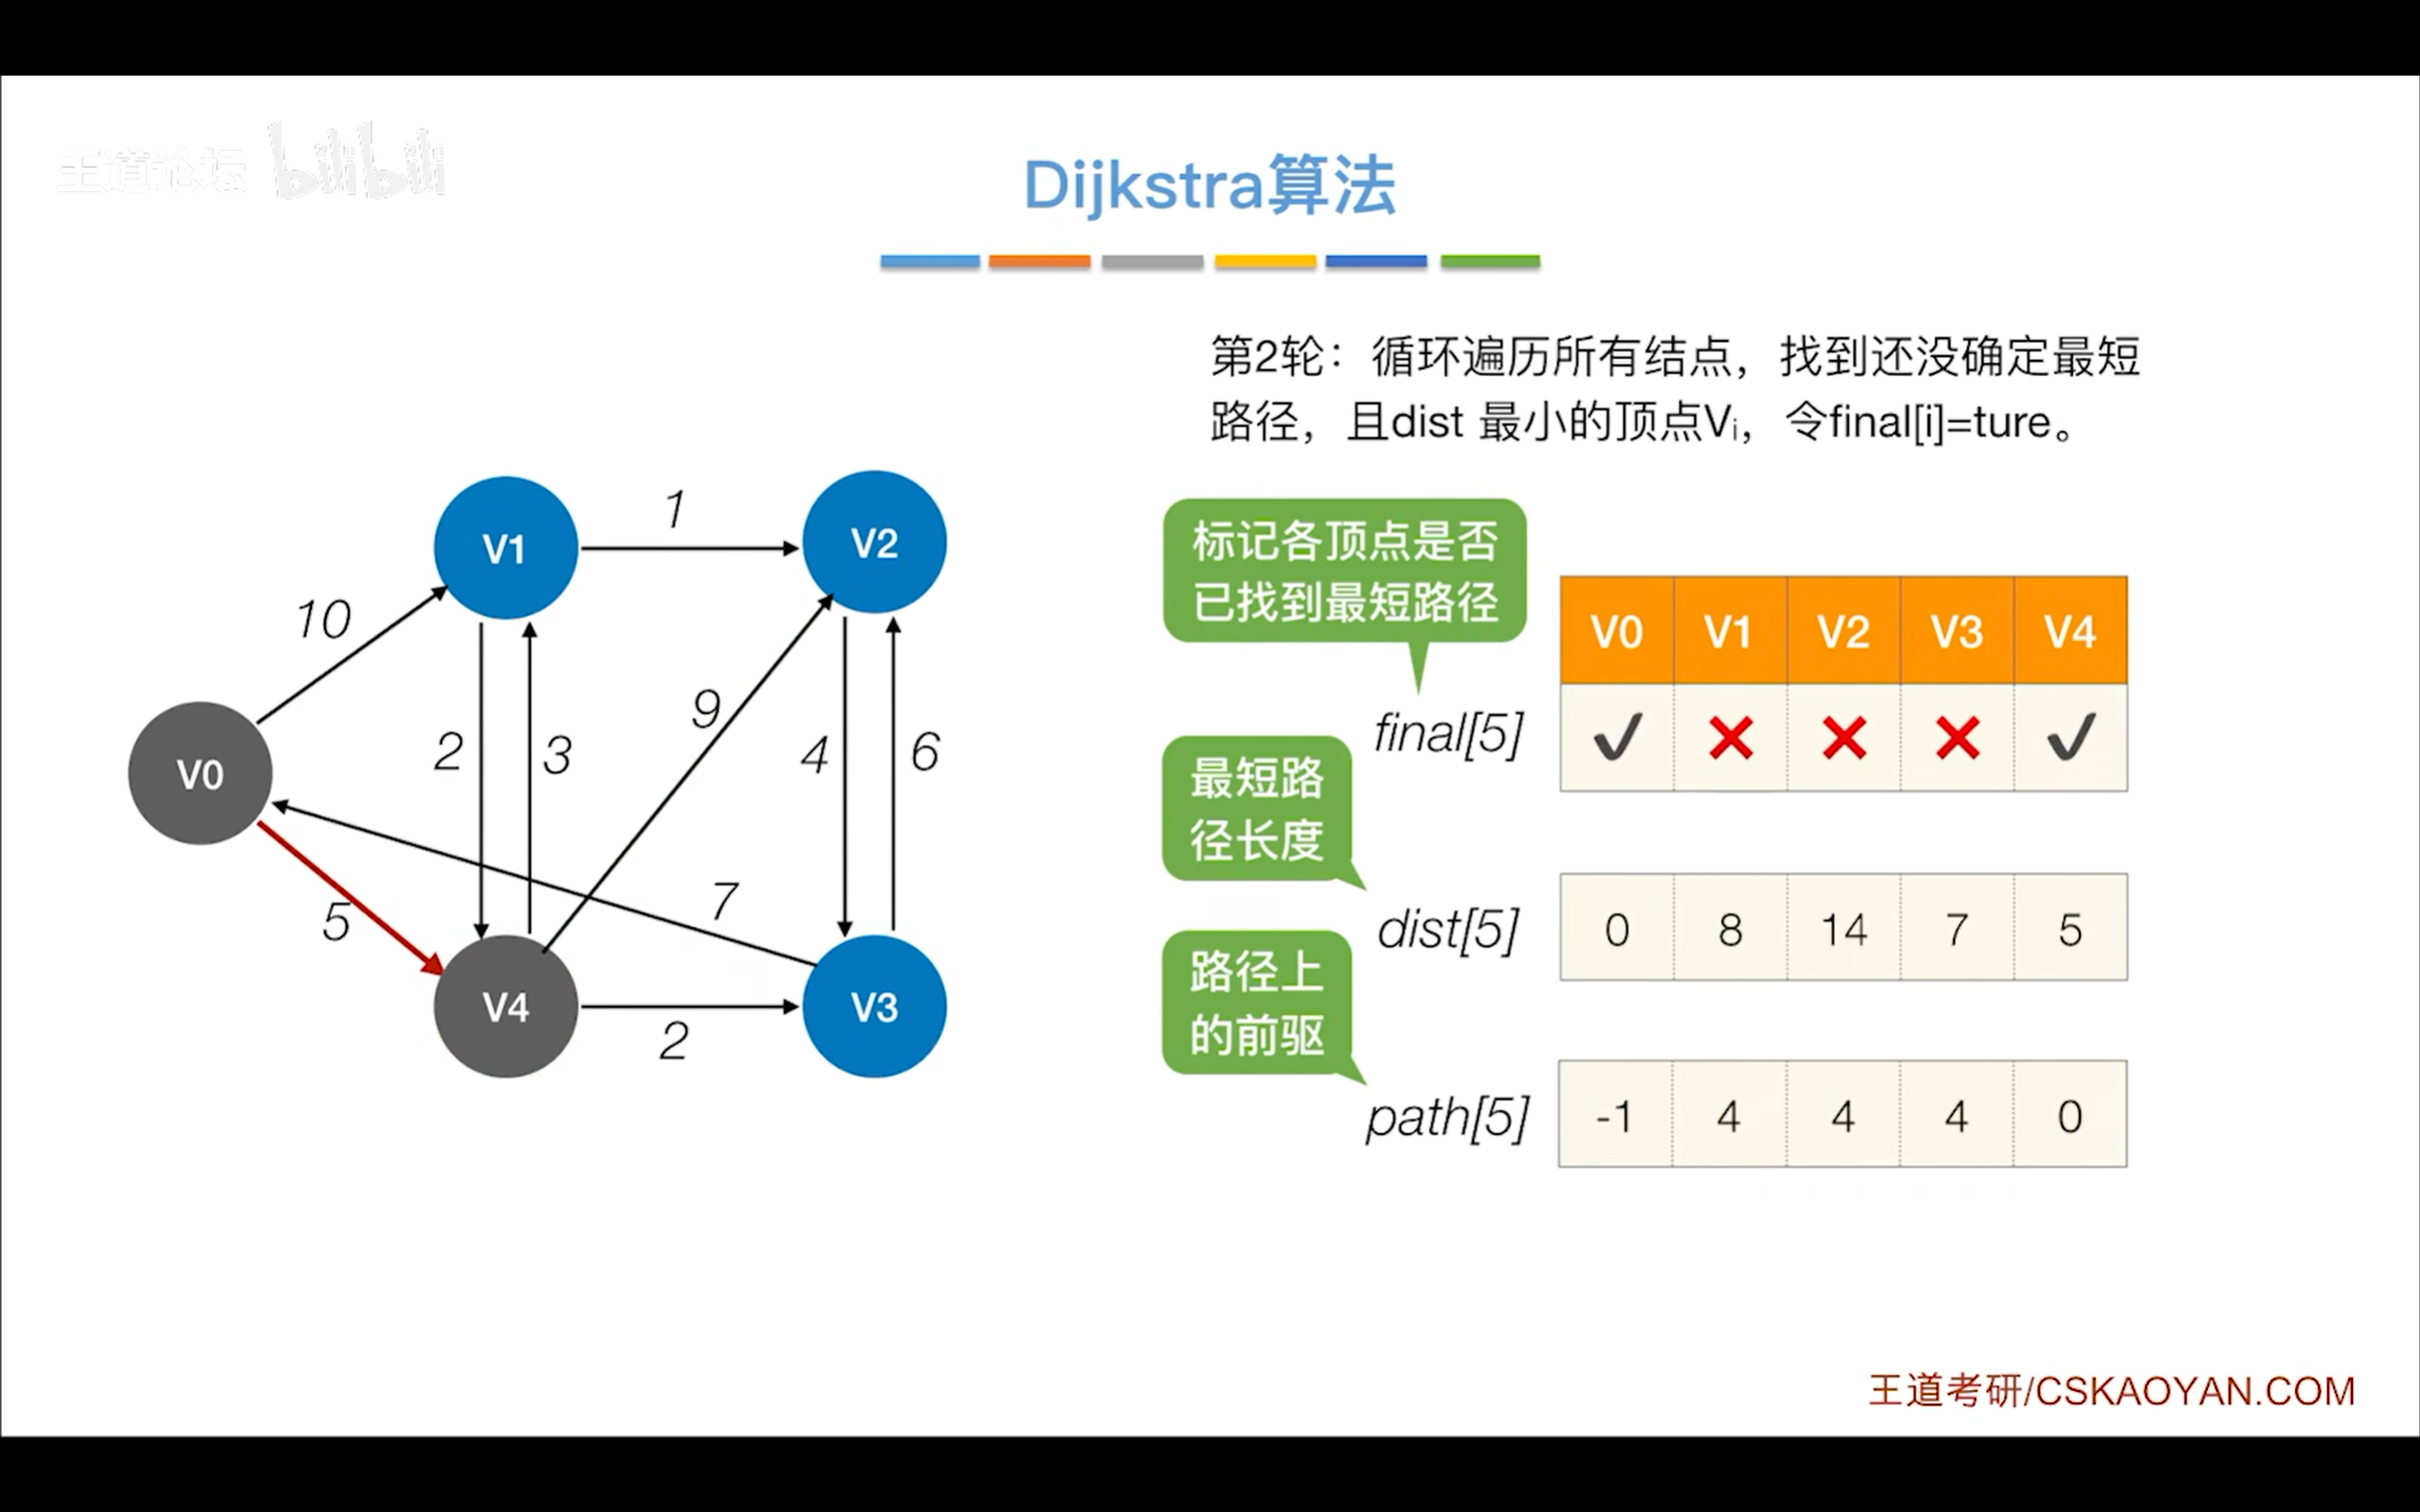 王道论坛 bilibili
Dijkstra算法
第2�：循环遍历所有结点，找到还没确定最短
路径，且dist 最小的顶点Vi，令final[i]=ture。
标记各顶点是否
已找到最短路径
V0 V1 V2 V3 V4
final[5] ✓ ✕ ✕ ✕ ✓
最短路
径长度
dist[5] 0 8 14 7 5
路径上
的前驱
path[5] -1 4 4 4 0
V1 1 V2
10
9
2 3 4 6
V0
7
5
V4 2 V3
王道考研/CSKAOYAN.COM